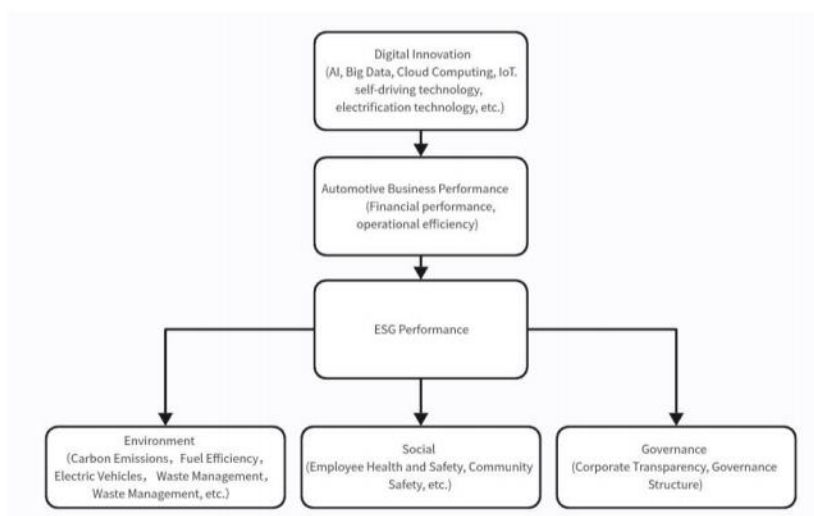 Digital Innovation
(AI, Big Data, Cloud Computing, IoT.
self-driving technology,
electrification technology, etc.)
Automotive Business Performance
(Financial performance,
operational efficiency)
ESG Performance
Environment
（Carbon Emissions， Fuel Efficiency，
Electric Vehicles， Waste Management，
Waste Management, etc.）
Social
(Employee Health and Safety, Community
Safety, etc.)
Governance
(Corporate Transparency, Governance
Structure)